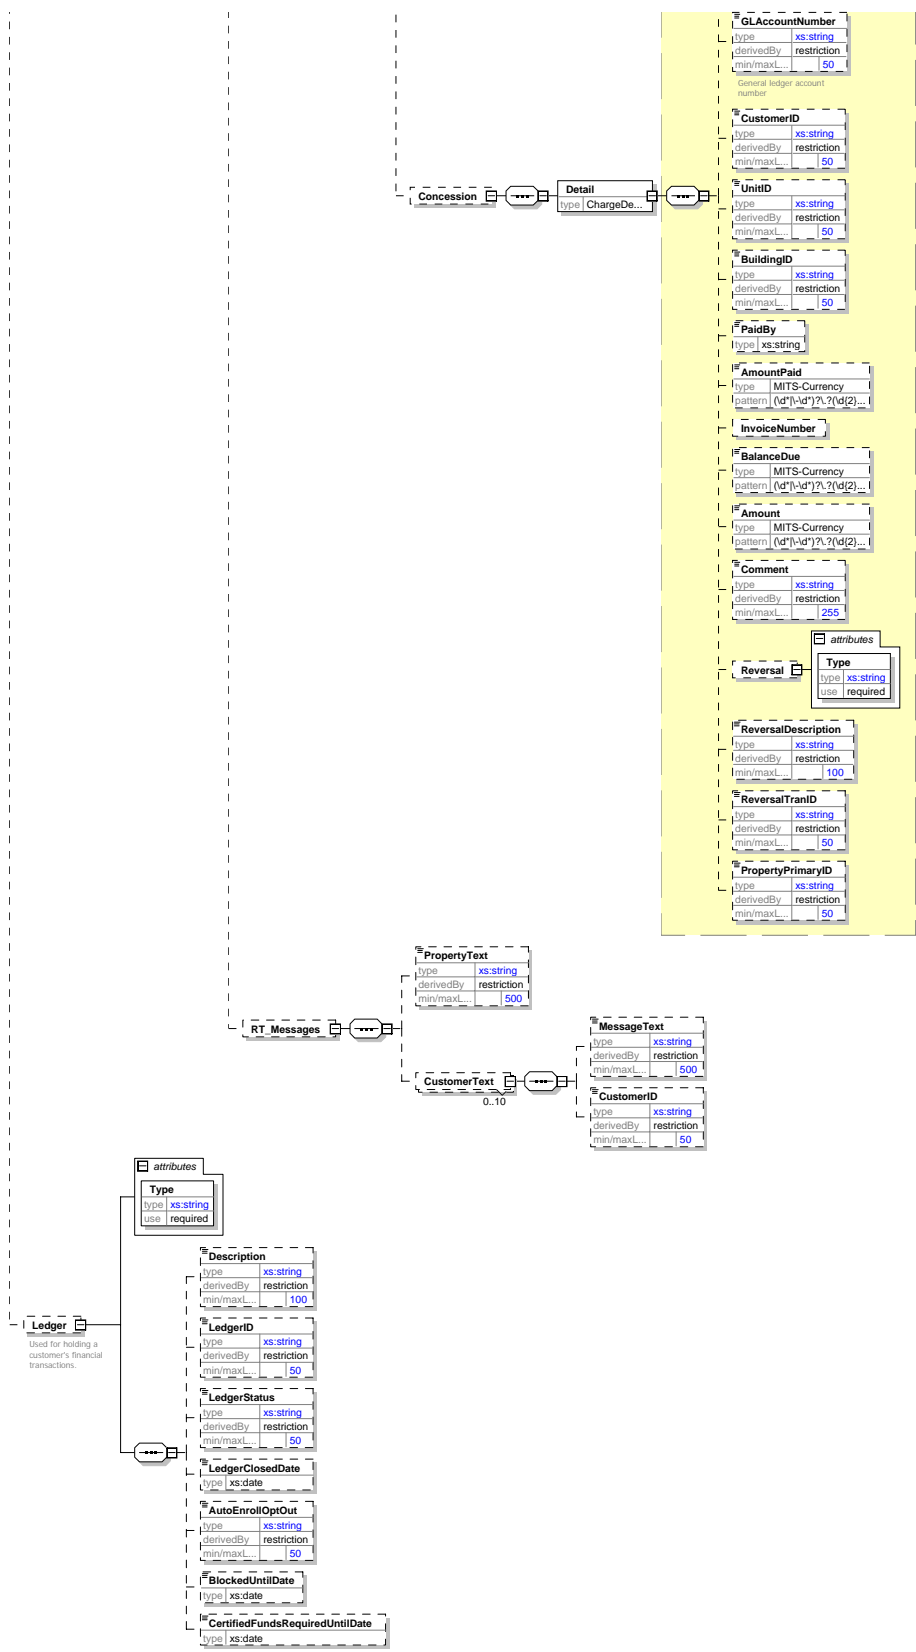 GLAccountNumber
type xs:string
derivedBy restriction
min/maxL... 50
General ledger account
number
CustomerID
type xs:string
derivedBy restriction
min/maxL... 50
Concession
Detail
type ChargeDe...
UnitID
type xs:string
derivedBy restriction
min/maxL... 50
BuildingID
type xs:string
derivedBy restriction
min/maxL... 50
PaidBy
type xs:string
AmountPaid
type MITS-Currency
pattern (\d*|\-\d*)?\.?(\d{2}...
InvoiceNumber
BalanceDue
type MITS-Currency
pattern (\d*|\-\d*)?\.?(\d{2}...
Amount
type MITS-Currency
pattern (\d*|\-\d*)?\.?(\d{2}...
Comment
type xs:string
derivedBy restriction
min/maxL... 255
Reversal
attributes
Type
type xs:string
use required
ReversalDescription
type xs:string
derivedBy restriction
min/maxL... 100
ReversalTranID
type xs:string
derivedBy restriction
min/maxL... 50
PropertyPrimaryID
type xs:string
derivedBy restriction
min/maxL... 50
RT_Messages
PropertyText
type xs:string
derivedBy restriction
min/maxL... 500
CustomerText
0..10
MessageText
type xs:string
derivedBy restriction
min/maxL... 500
CustomerID
type xs:string
derivedBy restriction
min/maxL... 50
Ledger
Used for holding a
customer's financial
transactions.
attributes
Type
type xs:string
use required
Description
type xs:string
derivedBy restriction
min/maxL... 100
LedgerID
type xs:string
derivedBy restriction
min/maxL... 50
LedgerStatus
type xs:string
derivedBy restriction
min/maxL... 50
LedgerClosedDate
type xs:date
AutoEnrollOptOut
type xs:string
derivedBy restriction
min/maxL... 50
BlockedUntilDate
type xs:date
CertifiedFundsRequiredUntilDate
type xs:date